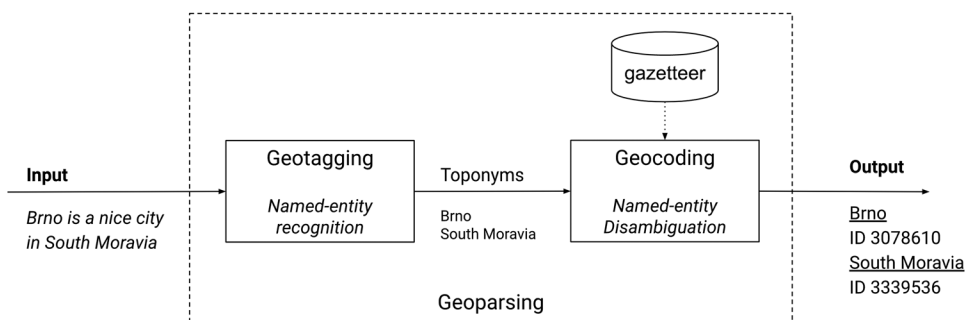 gazetteer
Input
Brno is a nice city
in South Moravia
Geotagging
Named-entity
recognition
Toponyms
Brno
South Moravia
Geocoding
Named-entity
Disambiguation
Output
Brno
ID 3078610
South Moravia
ID 3339536
Geoparsing